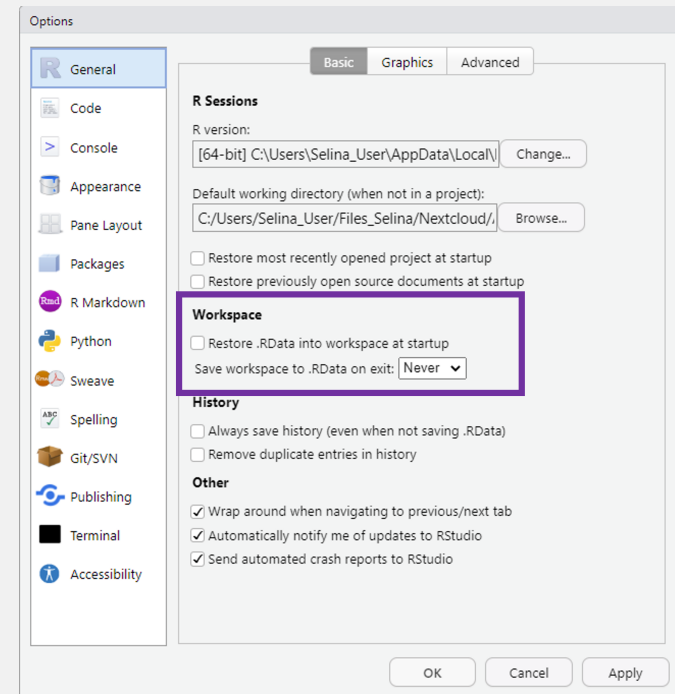 Options
General
Code
Console
Appearance
Pane Layout
Packages
Rmd R Markdown
Python
Sweave
ABC Spelling
Git/SVN
Publishing
Terminal
Accessibility
Basic Graphics Advanced
R Sessions
R version:
[64-bit] C:\Users\Selina_User\AppData\Local\ Change...
Default working directory (when not in a project):
C:/Users/Selina_User/Files_Selina/Nextcloud/ Browse...
Restore most recently opened project at startup
Restore previously open source documents at startup
Workspace
Restore .RData into workspace at startup
Save workspace to .RData on exit: Never
History
Always save history (even when not saving .RData)
Remove duplicate entries in history
Other
Wrap around when navigating to previous/next tab
Automatically notify me of updates to RStudio
Send automated crash reports to RStudio
OK Cancel Apply